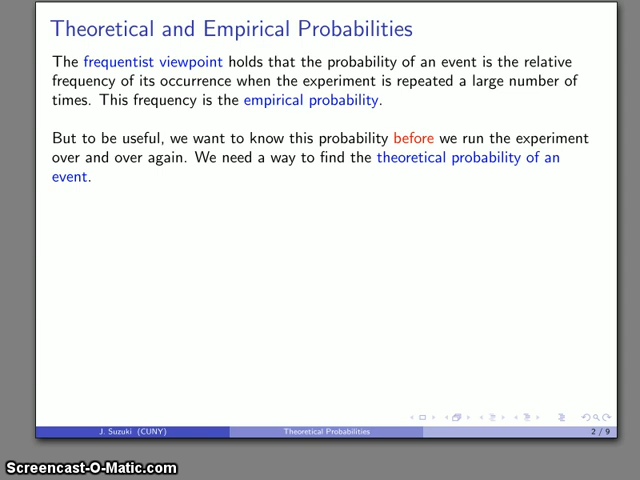 Theoretical and Empirical Probabilities
The frequentist viewpoint holds that the probability of an event is the relative
frequency of its occurrence when the experiment is repeated a large number of
times. This frequency is the empirical probability.
But to be useful, we want to know this probability before we run the experiment
over and over again. We need a way to find the theoretical probability of an
event.
J. Suzuki (CUNY) Theoretical Probabilities 2 / 9
Screencast-O-Matic.com